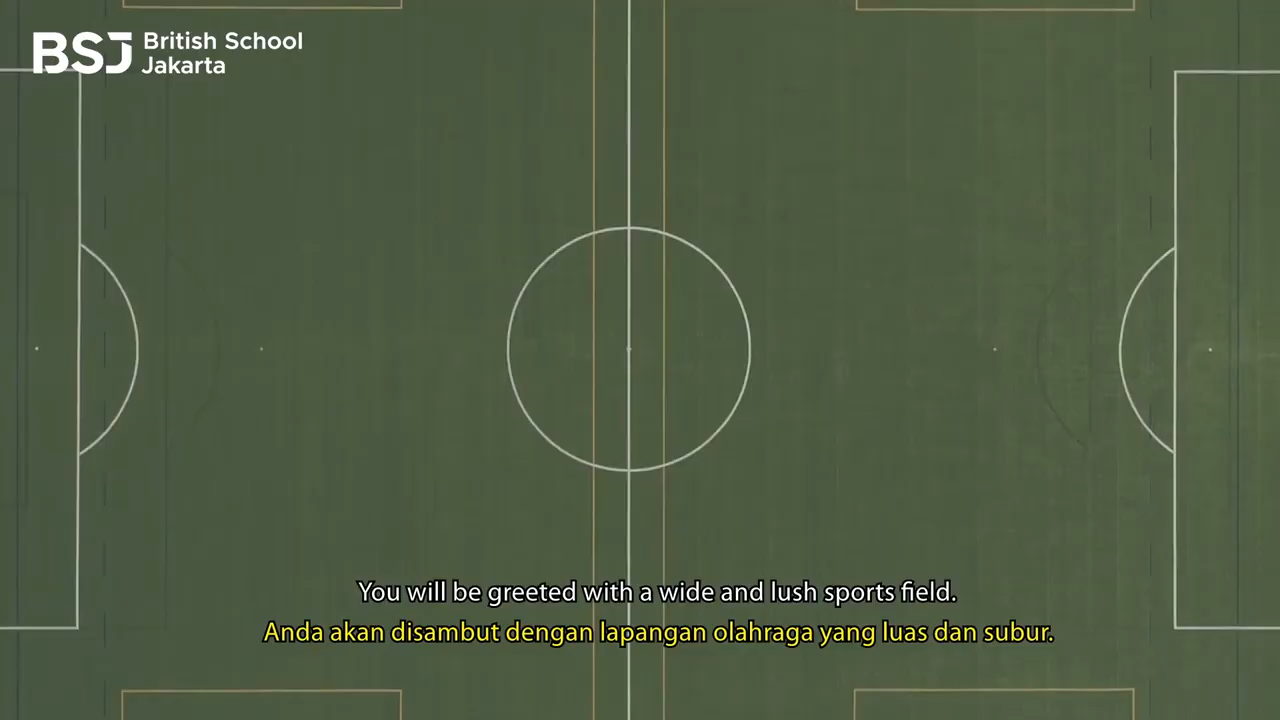 BSJ British School
Jakarta
You will be greeted with a wide and lush sports field.
Anda akan disambut dengan lapangan olahraga yang luas dan subur.